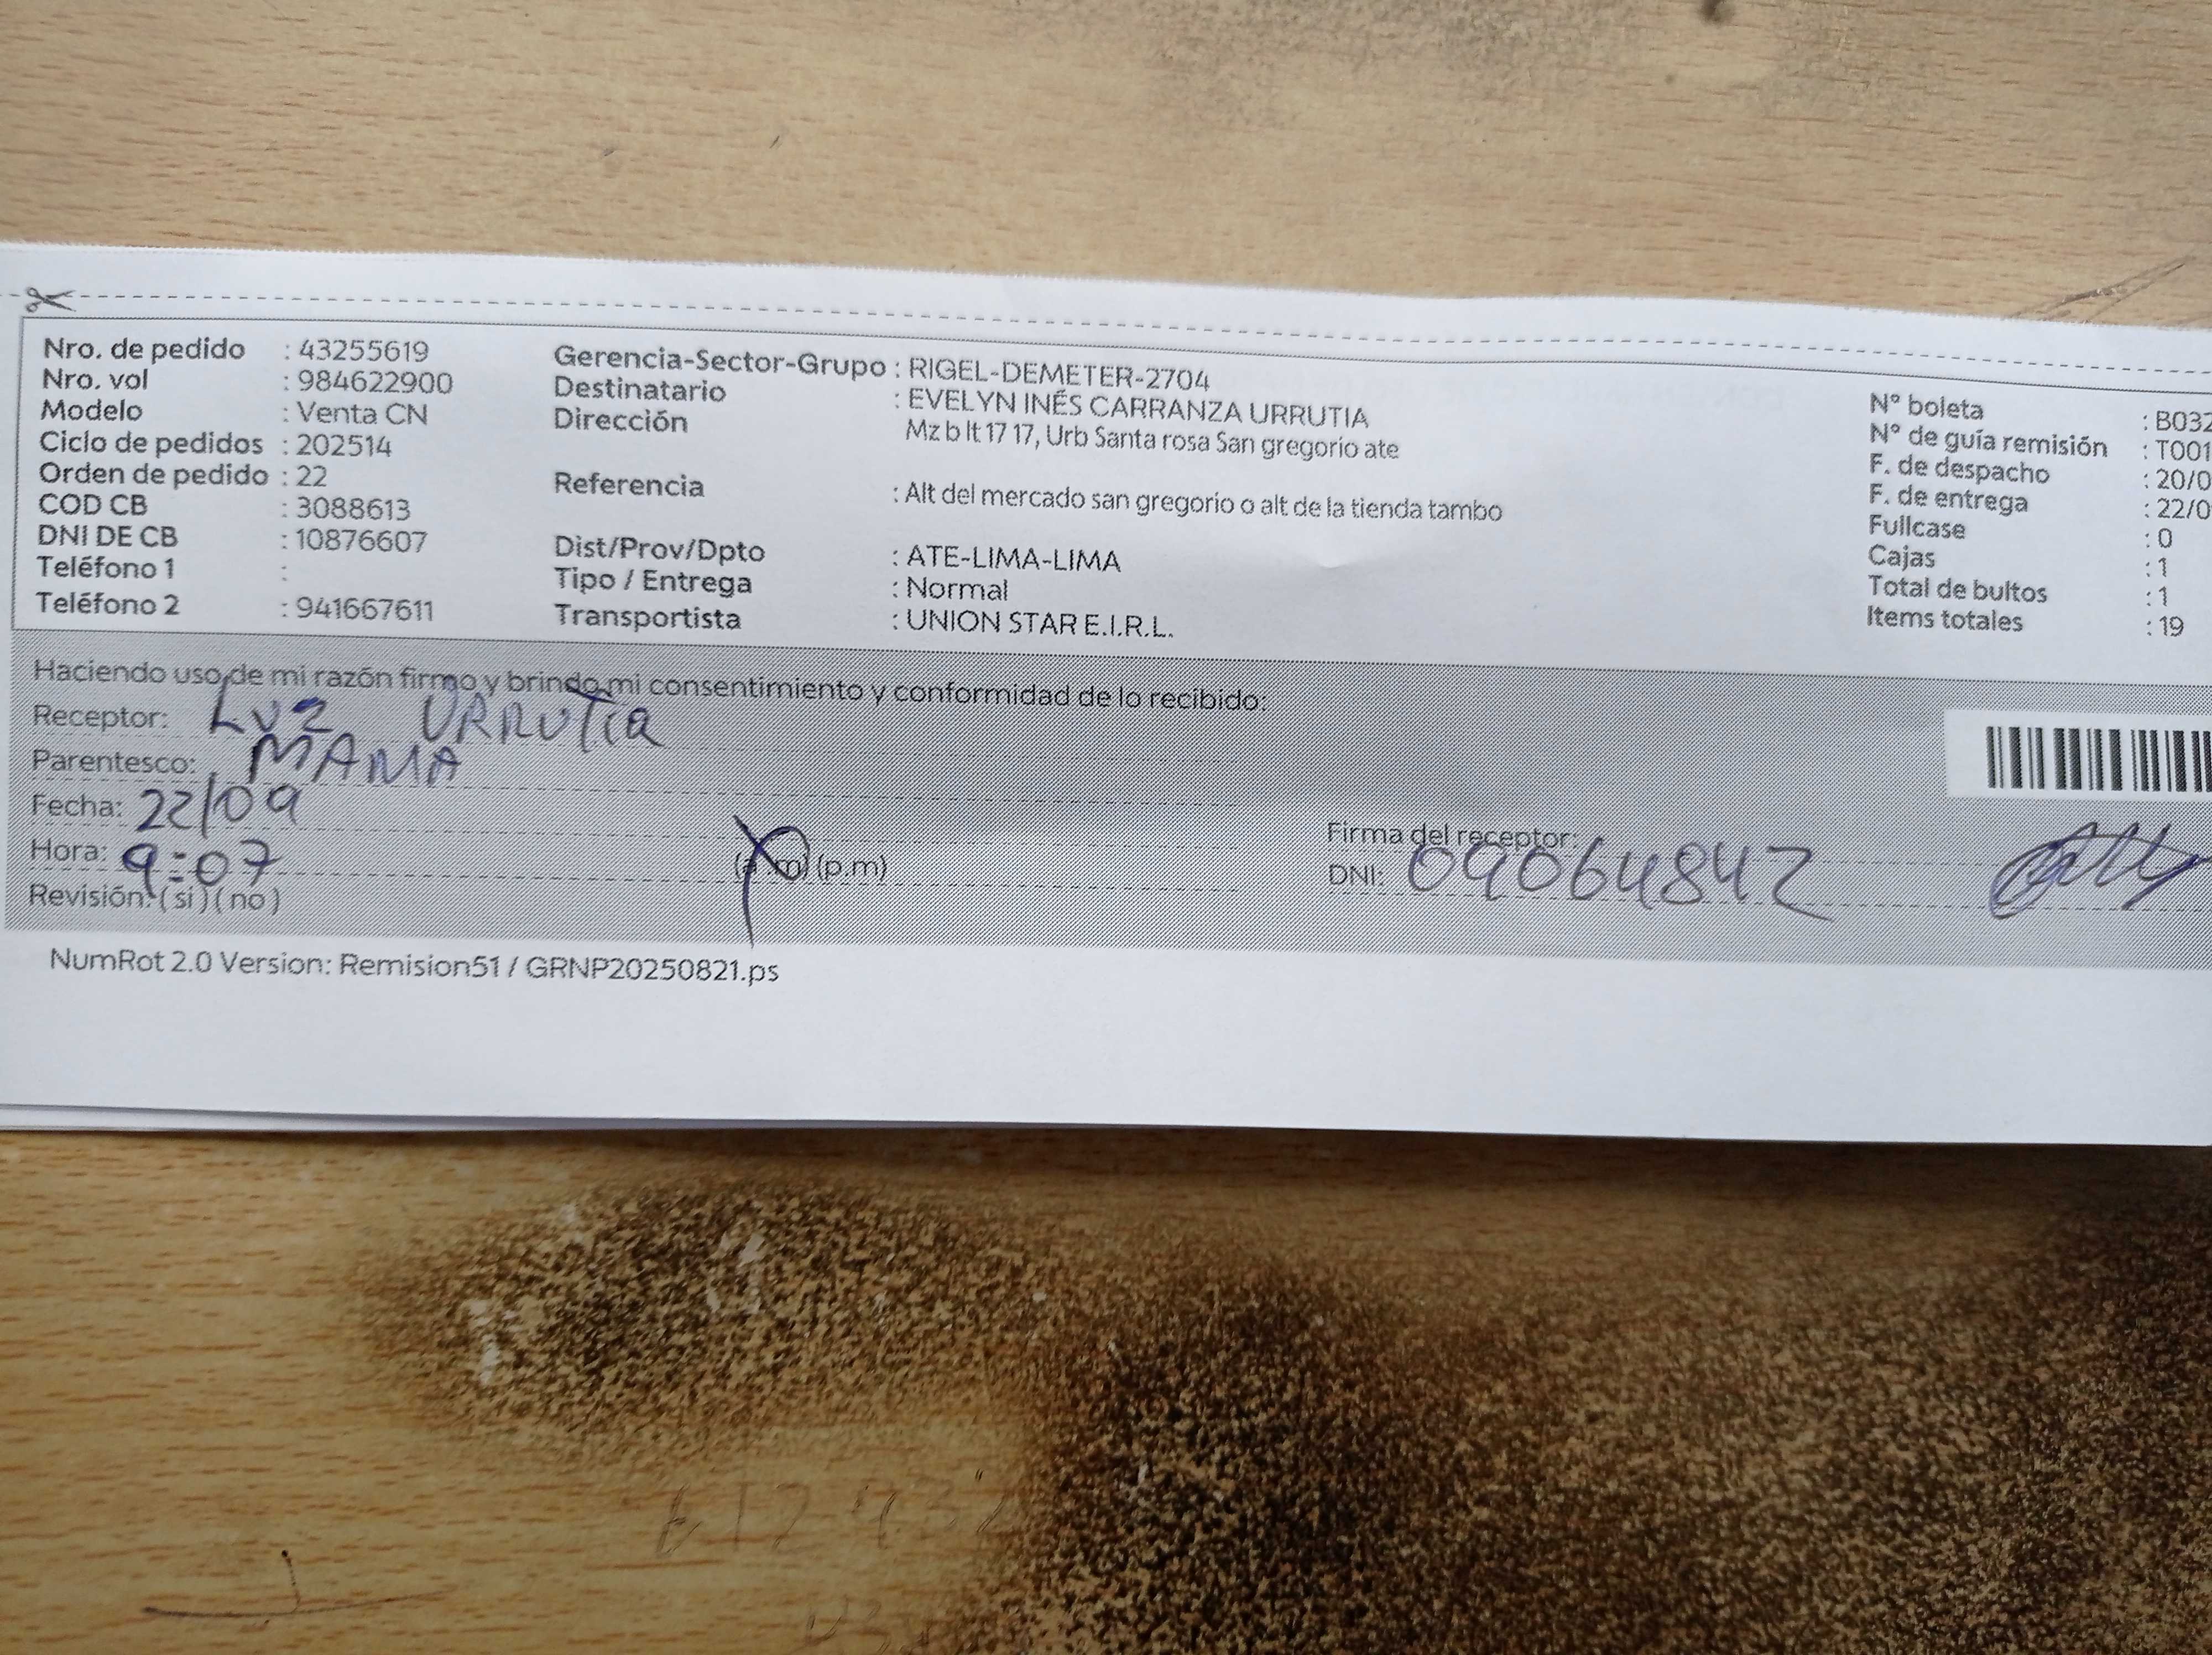 Nro. de pedido : 43255619
Nro. vol : 984622900
Modelo : Venta CN
Ciclo de pedidos : 202514
Orden de pedido : 22
COD CB : 3088613
DNI DE CB : 10876607
Teléfono 1 :
Teléfono 2 : 941667611
Gerencia-Sector-Grupo : RIGEL-DEMETER-2704
Destinatario : EVELYN INÉS CARRANZA URRUTIA
Dirección Mz b lt 17 17, Urb Santa rosa San gregorio ate
Referencia : Alt del mercado san gregorio o alt de la tienda tambo
Dist/Prov/Dpto : ATE-LIMA-LIMA
Tipo / Entrega : Normal
Transportista : UNION STAR E.I.R.L.
N° boleta : B032
N° de guía remisión : T001
F. de despacho : 20/0
F. de entrega : 22/0
Fullcase : 0
Cajas : 1
Total de bultos : 1
Items totales : 19
Haciendo uso de mi razón firmo y brindo mi consentimiento y conformidad de lo recibido:
Receptor: Luz URRUTia
Parentesco: MAMA
Fecha: 22/09
Hora: 9:07 (a.m) (p.m)
Revisión: (si) (no)
Firma del receptor:
DNI: 09064842
NumRot 2.0 Version: Remision51 / GRNP20250821.ps